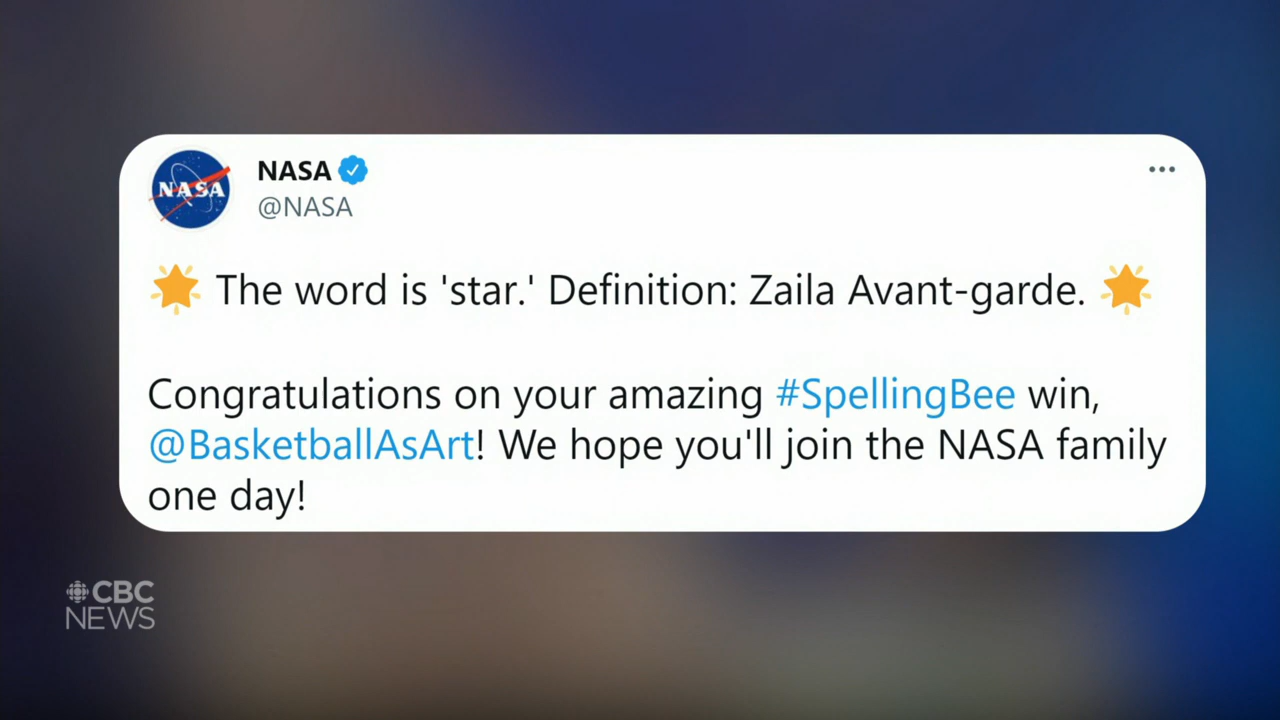 NASA
NASA
@NASA
🌟 The word is 'star.' Definition: Zaila Avant-garde. 🌟
Congratulations on your amazing #SpellingBee win,
@BasketballAsArt! We hope you'll join the NASA family
one day!
CBC
NEWS